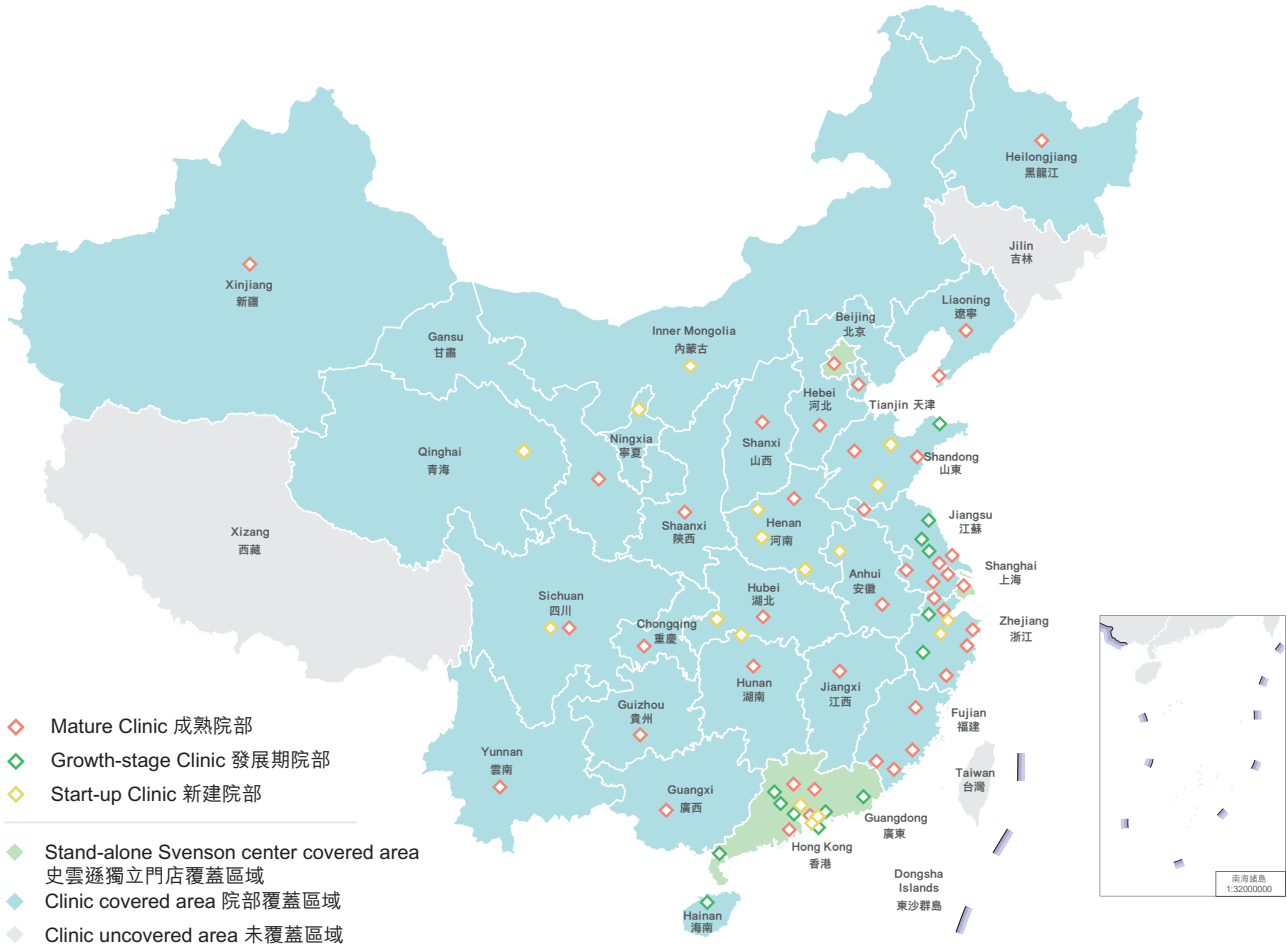 Heilongjiang
黑龍江
Jilin
吉林
Xinjiang
新疆
Liaoning
遼寧
Beijing
北京
Inner Mongolia
內蒙古
Gansu
甘肅
Hebei
河北
Tianjin 天津
Ningxia
寧夏
Shanxi
山西
Qinghai
青海
Shandong
山東
Xizang
西藏
Shaanxi
陝西
Henan
河南
Jiangsu
江蘇
Shanghai
上海
Anhui
安徽
Hubei
湖北
Sichuan
四川
Chongqing
重慶
Zhejiang
浙江
Hunan
湖南
Jiangxi
江西
Guizhou
貴州
Fujian
福建
Yunnan
雲南
Taiwan
台灣
Guangxi
廣西
Guangdong
廣東
Hong Kong
香港
Dongsha
Islands
東沙群島
Hainan
海南
Mature Clinic 成熟院部
Growth-stage Clinic 發展期院部
Start-up Clinic 新建院部
Stand-alone Svenson center covered area
史雲遜獨立門店覆蓋區域
Clinic covered area 院部覆蓋區域
Clinic uncovered area 未覆蓋區域
南海諸島
1:32000000